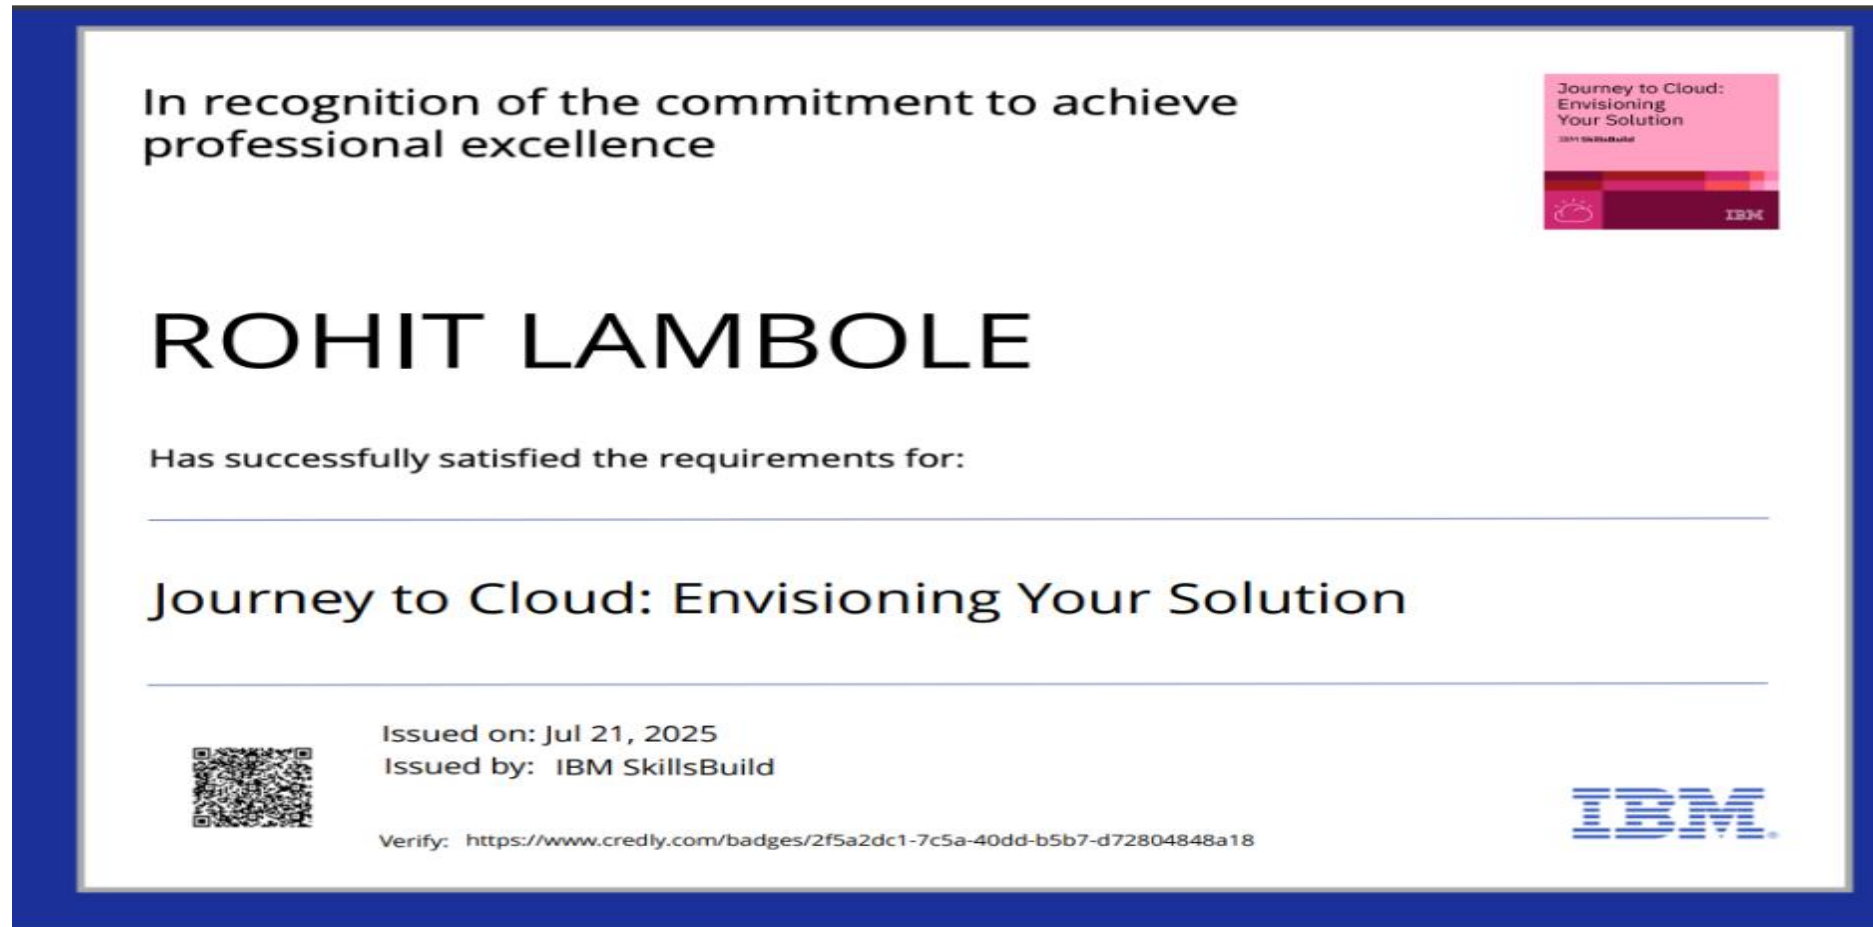 In recognition of the commitment to achieve
professional excellence
Journey to Cloud:
Envisioning
Your Solution
IBM SkillsBuild
IBM
ROHIT LAMBOLE
Has successfully satisfied the requirements for:
Journey to Cloud: Envisioning Your Solution
Issued on: Jul 21, 2025
Issued by: IBM SkillsBuild
Verify: https://www.credly.com/badges/2f5a2dc1-7c5a-40dd-b5b7-d72804848a18
IBM